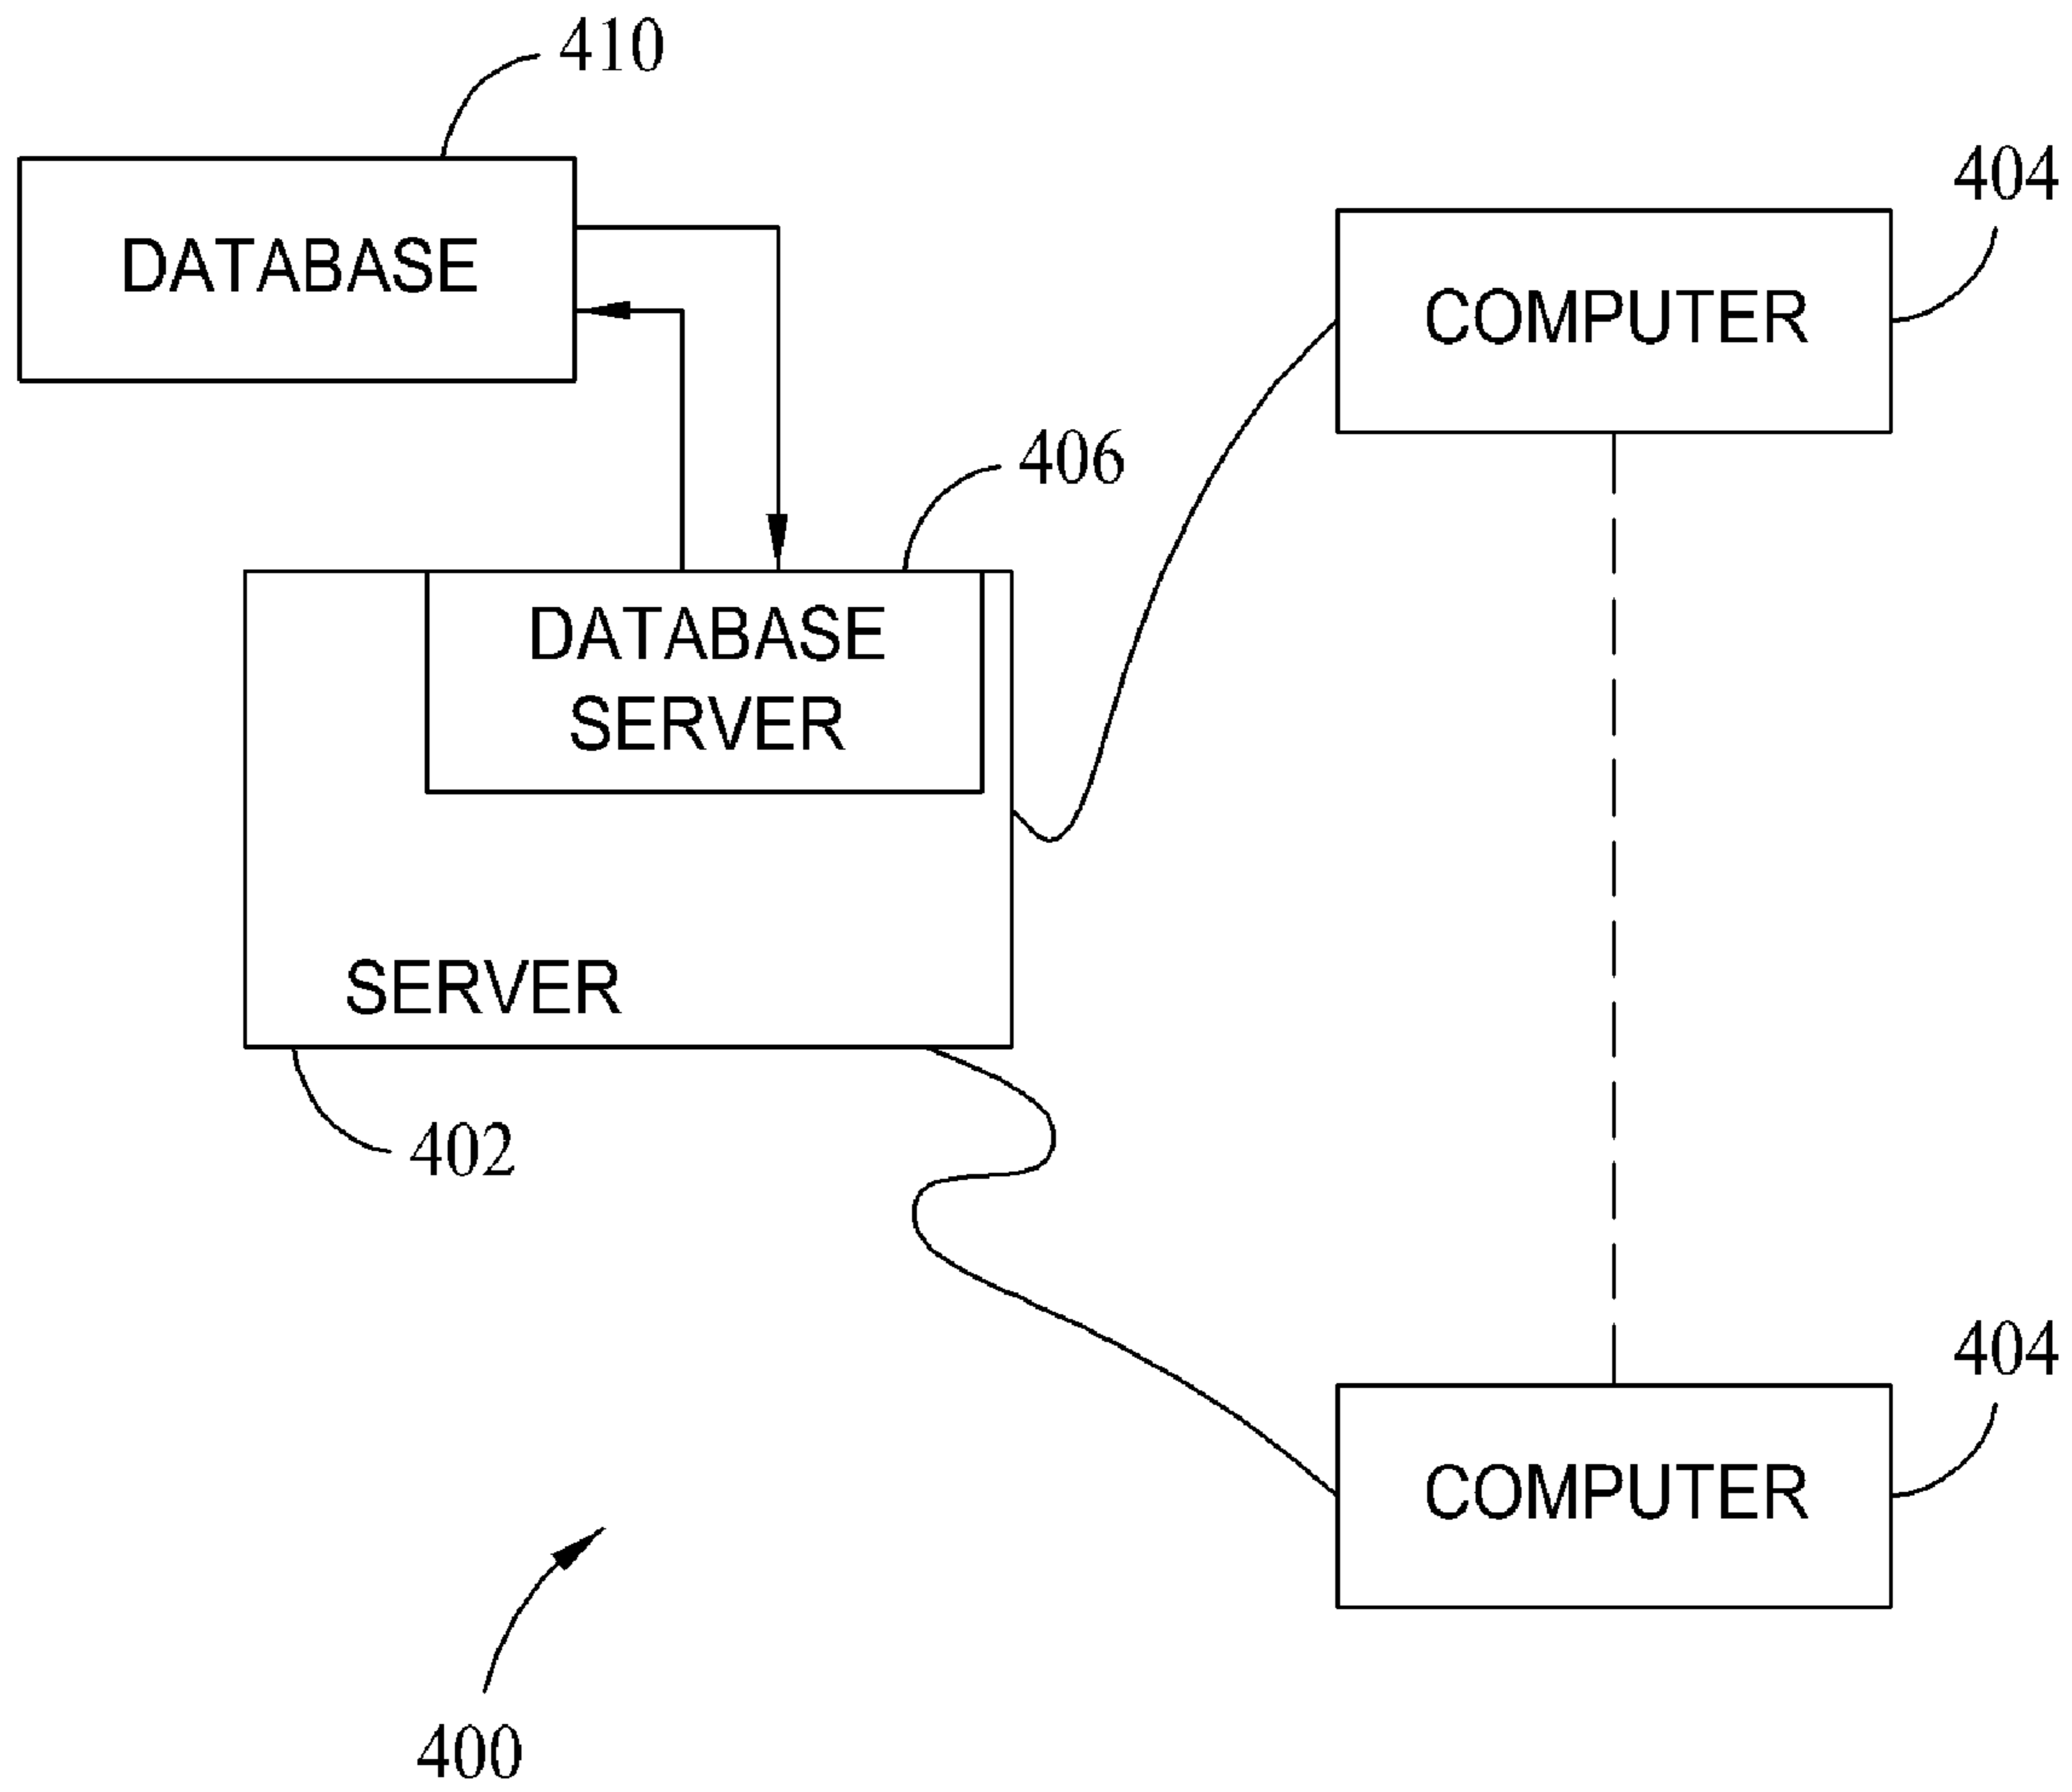 410
DATABASE
404
COMPUTER
406
DATABASE
SERVER
SERVER
402
404
COMPUTER
400